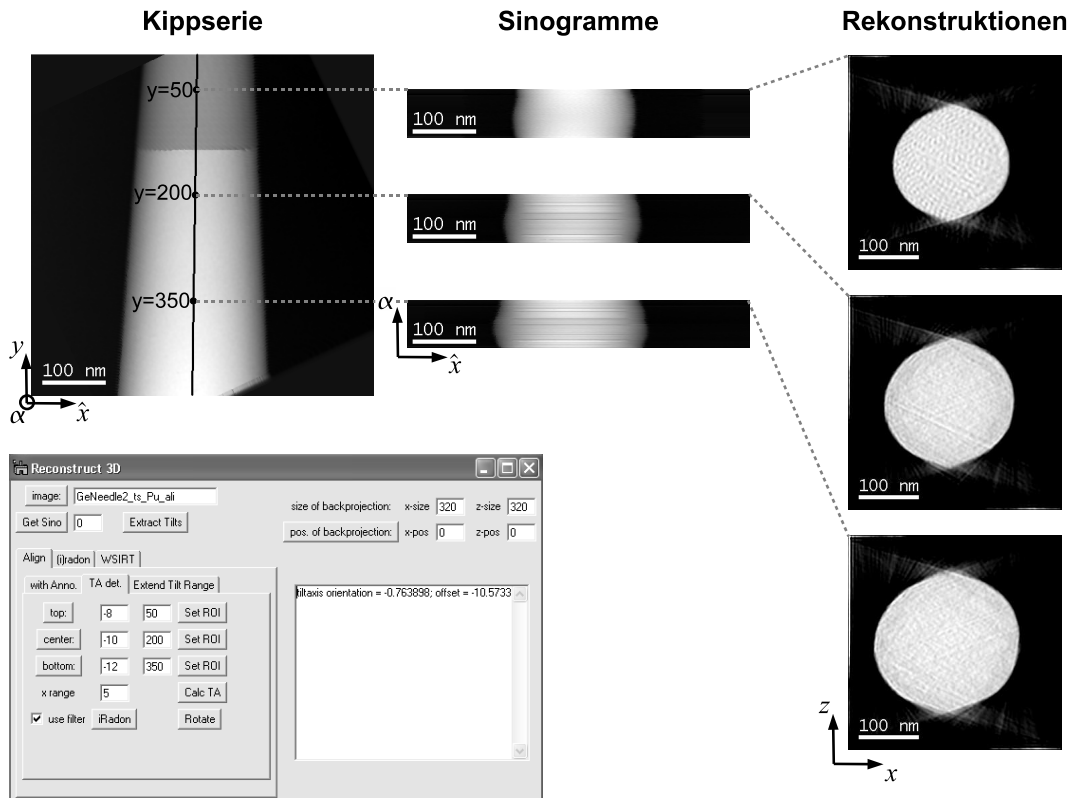 Kippserie
Sinogramme
Rekonstruktionen
y=50
y=200
y=350
100 nm
y
α
x̂
100 nm
100 nm
100 nm
α
x̂
100 nm
100 nm
100 nm
z
x
Reconstruct 3D
image:
GeNeedle2_ts_Pu_ali
Get Sino
0
Extract Tilts
size of backprojection:
x-size
320
z-size
320
pos. of backprojection:
x-pos
0
z-pos
0
Align
(i)radon
WSIRT
with Anno.
TA det.
Extend Tilt Range
top:
-8
50
Set ROI
center:
-10
200
Set ROI
bottom:
-12
350
Set ROI
x range
5
Calc TA
use filter
iRadon
Rotate
tiltaxis orientation = -0.763898; offset = -10.5733